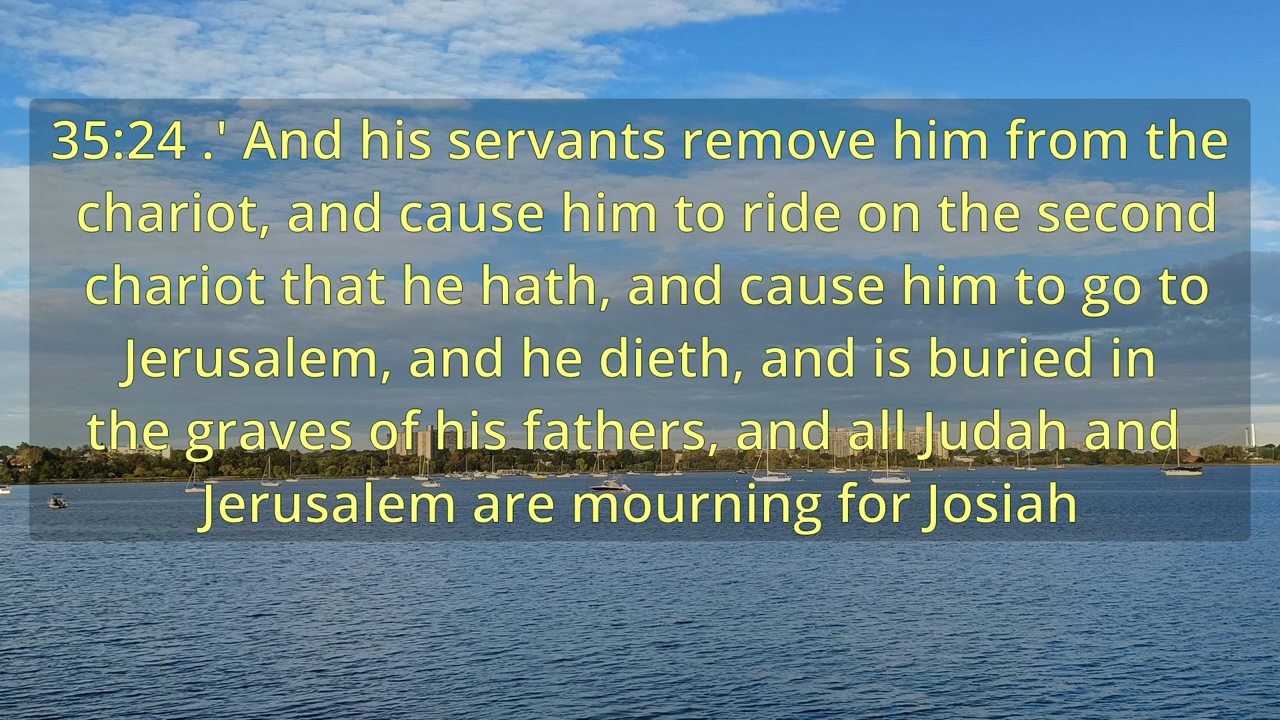 35:24 .' And his servants remove him from the
chariot, and cause him to ride on the second
chariot that he hath, and cause him to go to
Jerusalem, and he dieth, and is buried in
the graves of his fathers, and all Judah and
Jerusalem are mourning for Josiah